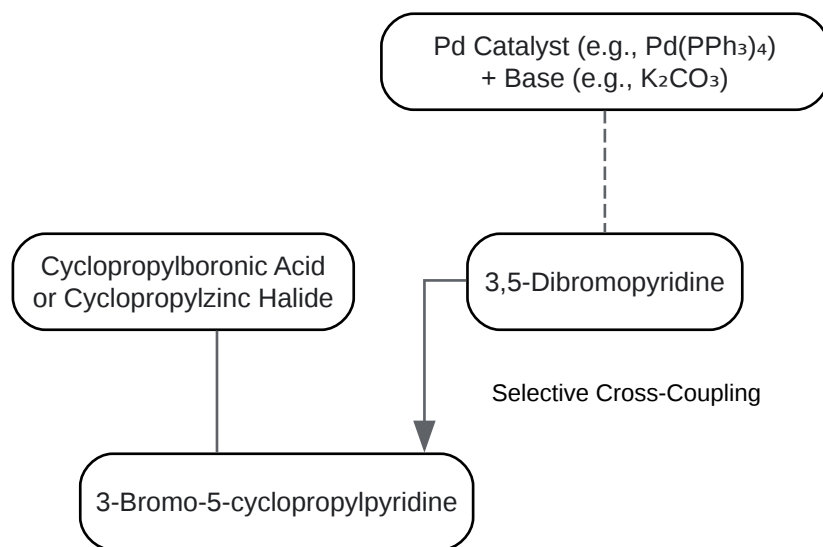 Pd Catalyst (e.g., Pd(PPh₃)₄)
+ Base (e.g., K₂CO₃)
Cyclopropylboronic Acid
or Cyclopropylzinc Halide
3,5-Dibromopyridine
Selective Cross-Coupling
3-Bromo-5-cyclopropylpyridine